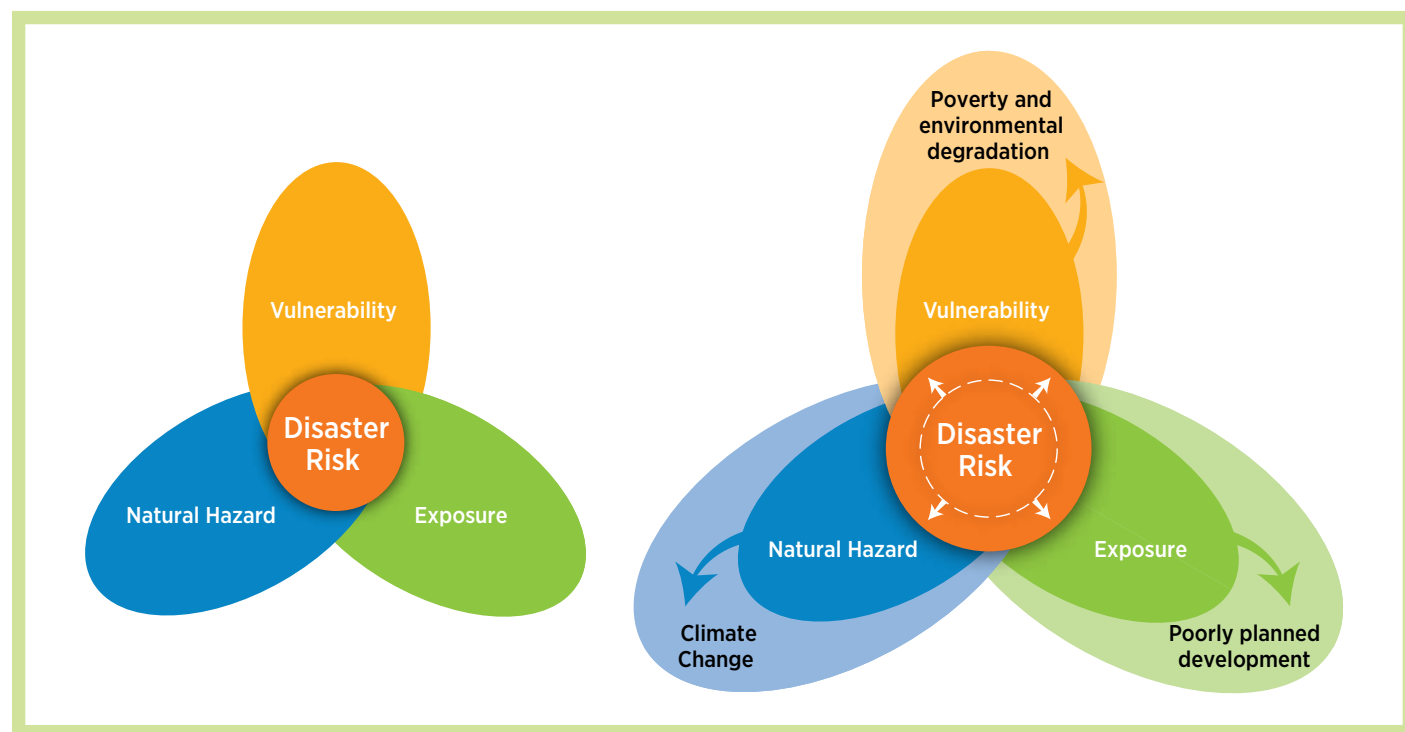 Vulnerability
Disaster
Risk
Natural Hazard
Exposure
Poverty and
environmental
degradation
Vulnerability
Disaster
Risk
Natural Hazard
Exposure
Climate
Change
Poorly planned
development